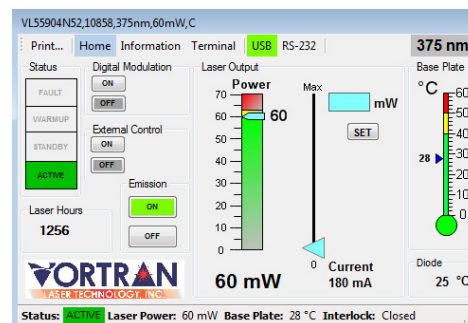 VL55904N52,10858,375nm,60mW,C
Print... Home Information Terminal USB RS-232 375 nm
Status Digital Modulation Laser Output Base Plate
FAULT
WARMUP
STANDBY
ACTIVE
ON
OFF
External Control
ON
OFF
Emission
ON
OFF
Laser Hours
1256
VORTRAN
LASER TECHNOLOGY, INC.
Power
70
60
50
40
30
20
10
0
60
60 mW
Max
0
mW
SET
Current
180 mA
°C
60
50
40
30
20
10
0
28
Diode
25 °C
Status: ACTIVE Laser Power: 60 mW Base Plate: 28 °C Interlock: Closed